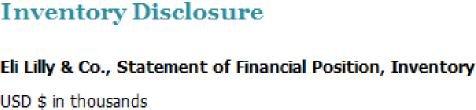 Inventory Disclosure
Eli Lilly & Co., Statement of Financial Position, Inventory
USD $ in thousands